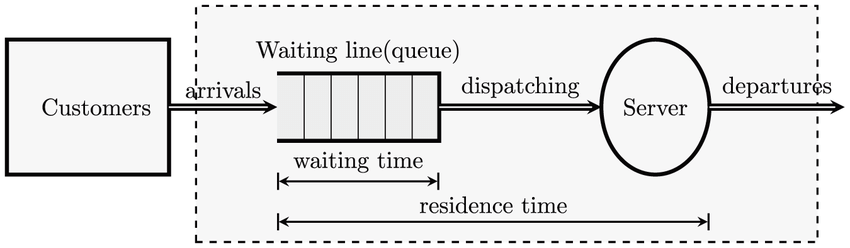 Waiting line(queue)
arrivals
dispatching
departures
Customers
Server
waiting time
residence time